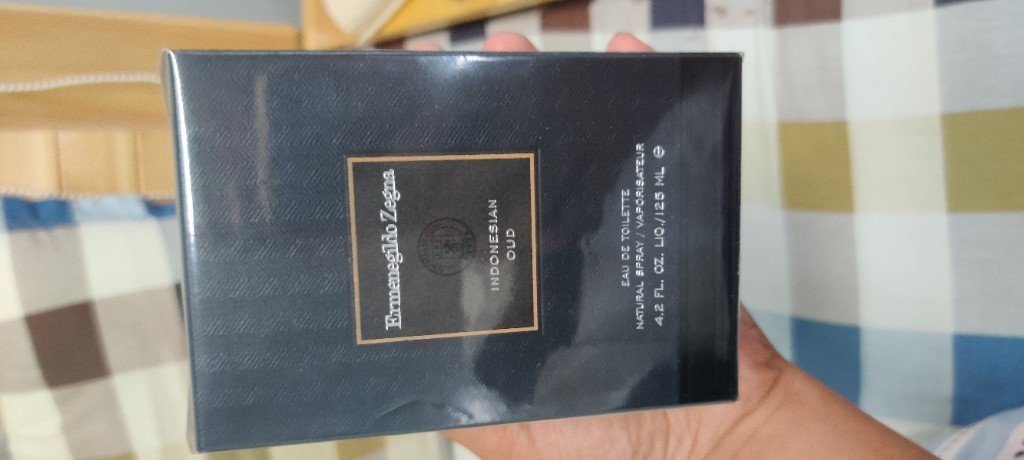 Ermenegildo Zegna
INDONESIAN
OUD
EAU DE TOILETTE
NATURAL SPRAY / VAPORISATEUR
4.2 FL. OZ. LIQ./125 ML ℮